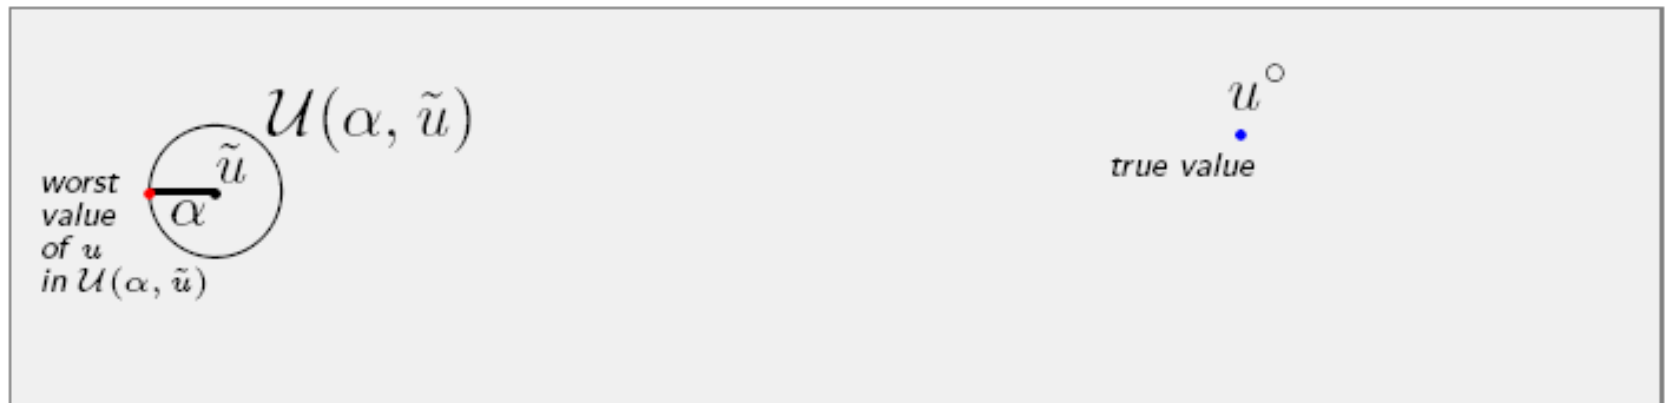 𝒰(α, ũ)
ũ
α
worst
value
of u
in 𝒰(α, ũ)
u°
true value